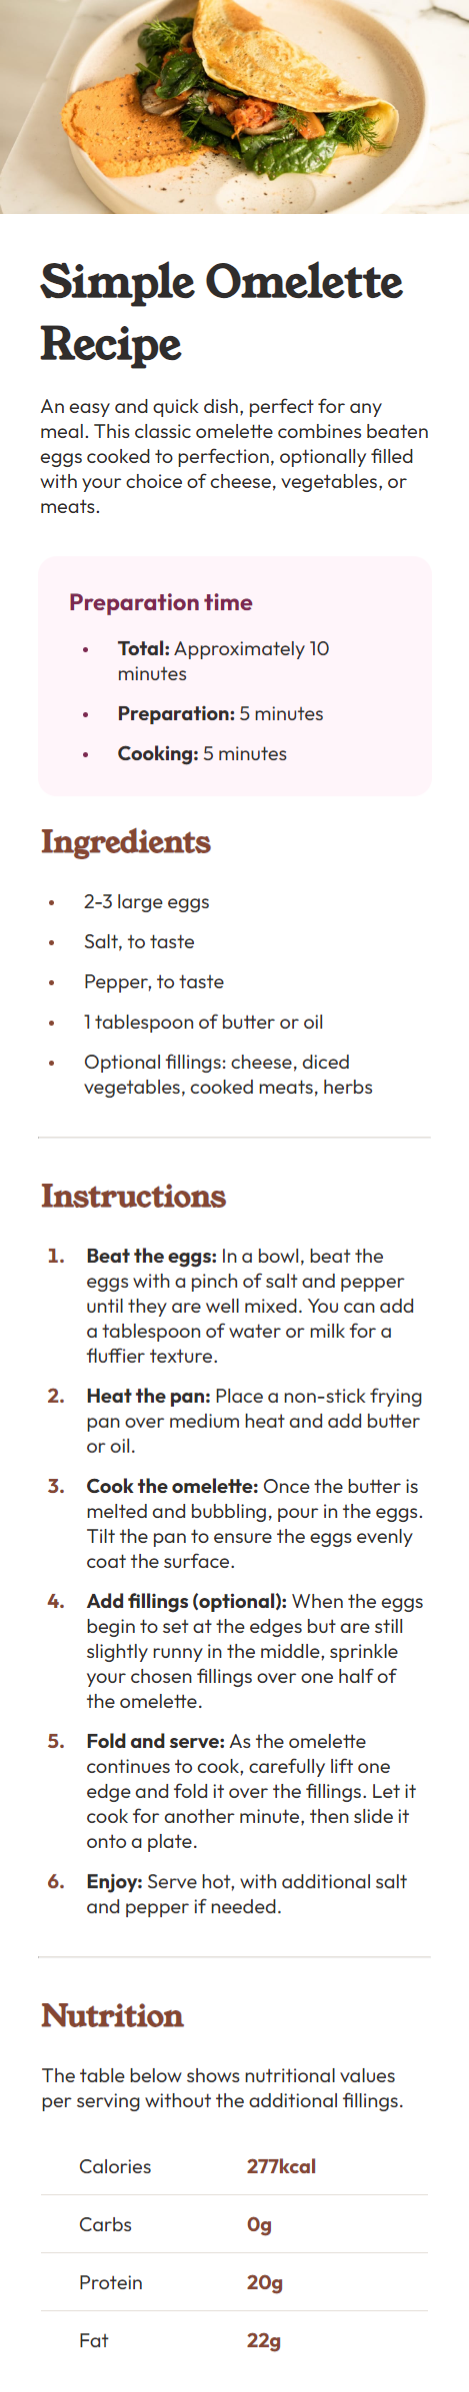 Simple Omelette
Recipe
An easy and quick dish, perfect for any
meal. This classic omelette combines beaten
eggs cooked to perfection, optionally filled
with your choice of cheese, vegetables, or
meats.
Preparation time
• Total: Approximately 10
minutes
• Preparation: 5 minutes
• Cooking: 5 minutes
Ingredients
• 2-3 large eggs
• Salt, to taste
• Pepper, to taste
• 1 tablespoon of butter or oil
• Optional fillings: cheese, diced
vegetables, cooked meats, herbs
Instructions
1. Beat the eggs: In a bowl, beat the
eggs with a pinch of salt and pepper
until they are well mixed. You can add
a tablespoon of water or milk for a
fluffier texture.
2. Heat the pan: Place a non-stick frying
pan over medium heat and add butter
or oil.
3. Cook the omelette: Once the butter is
melted and bubbling, pour in the eggs.
Tilt the pan to ensure the eggs evenly
coat the surface.
4. Add fillings (optional): When the eggs
begin to set at the edges but are still
slightly runny in the middle, sprinkle
your chosen fillings over one half of
the omelette.
5. Fold and serve: As the omelette
continues to cook, carefully lift one
edge and fold it over the fillings. Let it
cook for another minute, then slide it
onto a plate.
6. Enjoy: Serve hot, with additional salt
and pepper if needed.
Nutrition
The table below shows nutritional values
per serving without the additional fillings.
Calories 277kcal
Carbs 0g
Protein 20g
Fat 22g